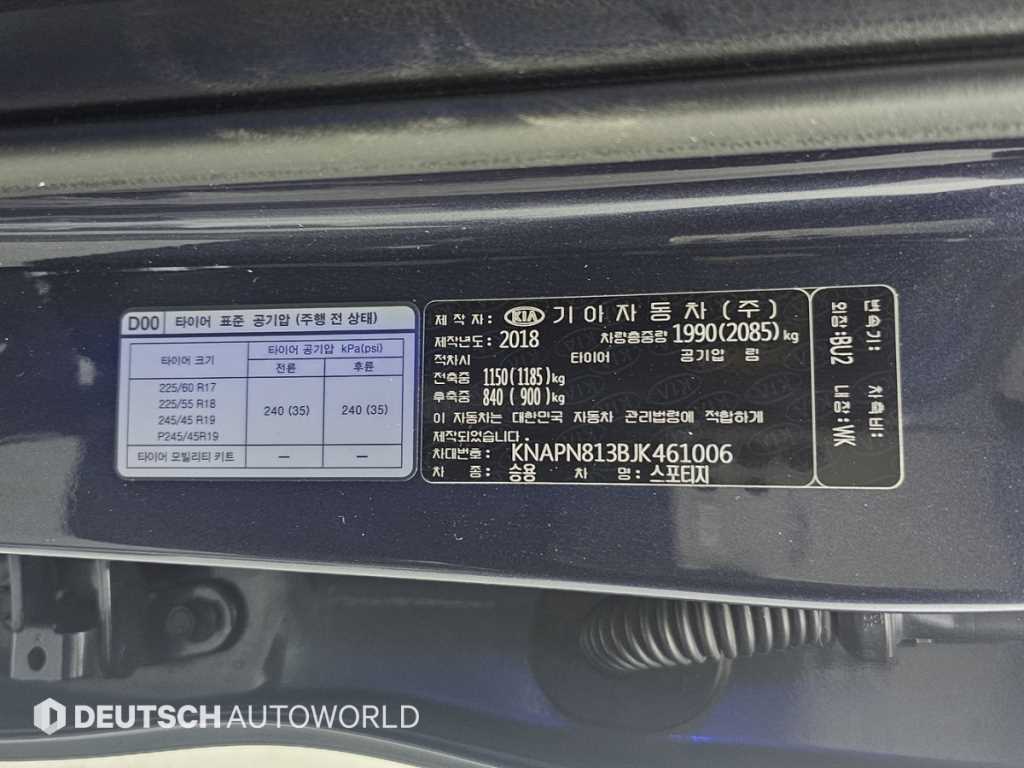 D00 타이어 표준 공기압 (주행 전 상태)
타이어 크기
타이어 공기압 kPa(psi)
전륜 후륜
225/60 R17
225/55 R18
245/45 R19
P245/45R19
240 (35) 240 (35)
타이어 모빌리티 키트 — —
제 작 자: KIA 기아자동차(주)
제작년도: 2018 차량총중량 1990(2085)kg
적차시 타이어 공기압 림
전축중 1150(1185)kg
후축중 840( 900)kg
이 자동차는 대한민국 자동차 관리법령에 적합하게
제작되었습니다.
차대번호: KNAPN813BJK461006
차 종: 승용 차 명: 스포티지
변속기: 차축비:
외장:BU2 내장:WK
DEUTSCH AUTOWORLD